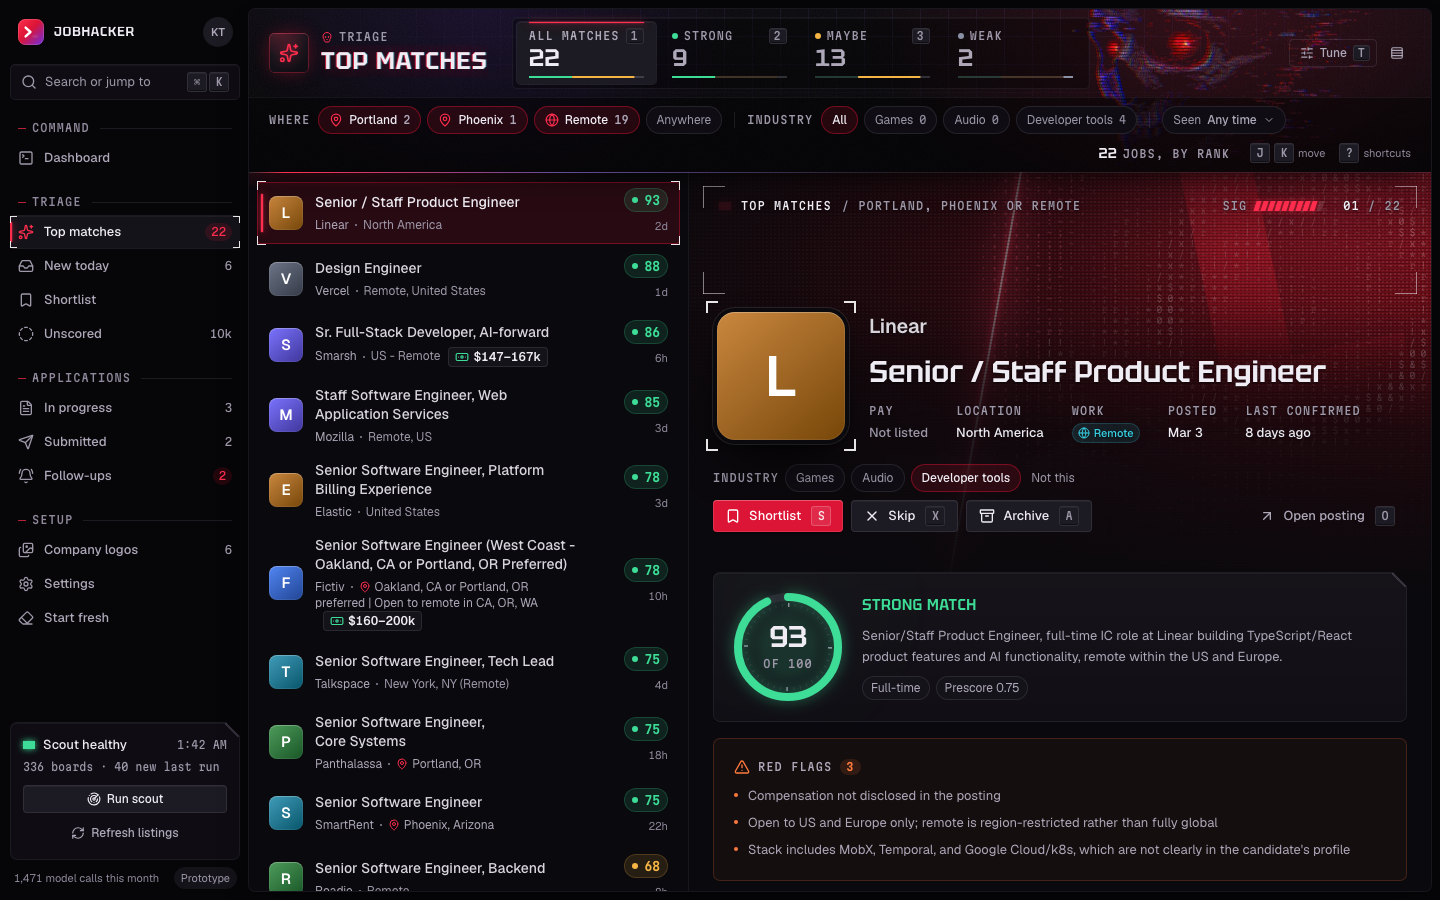 JOBHACKER
KT
Search or jump to ⌘ K
COMMAND
Dashboard
TRIAGE
Top matches 22
New today 6
Shortlist
Unscored 10k
APPLICATIONS
In progress 3
Submitted 2
Follow-ups 2
SETUP
Company logos 6
Settings
Start fresh
Scout healthy 1:42 AM
336 boards · 40 new last run
Run scout
Refresh listings
1,471 model calls this month Prototype
TRIAGE
TOP MATCHES
ALL MATCHES 1
22
STRONG 2
9
MAYBE 3
13
WEAK
2
Tune T
WHERE Portland 2 Phoenix 1 Remote 19 Anywhere INDUSTRY All Games 0 Audio 0 Developer tools 4 Seen Any time
22 JOBS, BY RANK J K move ? shortcuts
L
Senior / Staff Product Engineer 93
Linear · North America 2d
V
Design Engineer 88
Vercel · Remote, United States 1d
S
Sr. Full-Stack Developer, AI-forward 86
Smarsh · US - Remote $147–167k 6h
M
Staff Software Engineer, Web
Application Services 85
Mozilla · Remote, US 3d
E
Senior Software Engineer, Platform
Billing Experience 78
Elastic · United States 3d
F
Senior Software Engineer (West Coast -
Oakland, CA or Portland, OR Preferred) 78
Fictiv · Oakland, CA or Portland, OR
preferred | Open to remote in CA, OR, WA 10h
$160–200k
T
Senior Software Engineer, Tech Lead 75
Talkspace · New York, NY (Remote) 4d
P
Senior Software Engineer,
Core Systems 75
Panthalassa · Portland, OR 18h
S
Senior Software Engineer 75
SmartRent · Phoenix, Arizona 22h
R
Senior Software Engineer, Backend 68
Roadie · Remote
TOP MATCHES / PORTLAND, PHOENIX OR REMOTE SIG 01 / 22
L
Linear
Senior / Staff Product Engineer
PAY LOCATION WORK POSTED LAST CONFIRMED
Not listed North America Remote Mar 3 8 days ago
INDUSTRY Games Audio Developer tools Not this
Shortlist S Skip X Archive A Open posting O
93
OF 100
STRONG MATCH
Senior/Staff Product Engineer, full-time IC role at Linear building TypeScript/React
product features and AI functionality, remote within the US and Europe.
Full-time Prescore 0.75
RED FLAGS 3
Compensation not disclosed in the posting
Open to US and Europe only; remote is region-restricted rather than fully global
Stack includes MobX, Temporal, and Google Cloud/k8s, which are not clearly in the candidate's profile